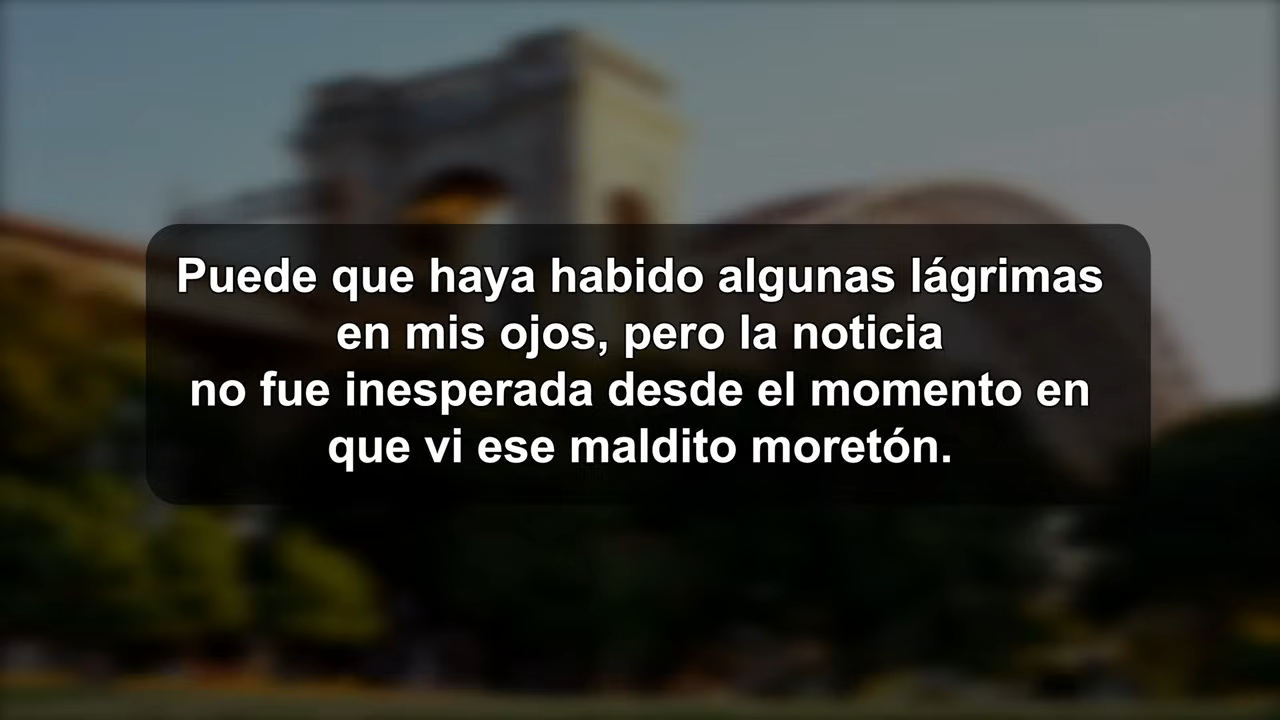 Puede que haya habido algunas lágrimas
en mis ojos, pero la noticia
no fue inesperada desde el momento en
que vi ese maldito moretón.